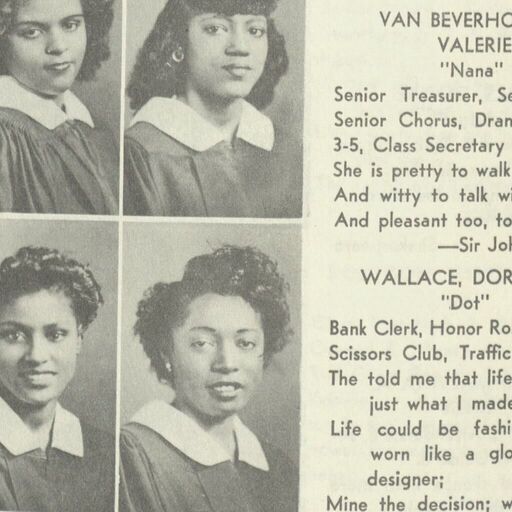 VAN BEVERHO
VALERIE
"Nana"
Senior Treasurer, Se
Senior Chorus, Dran
3-5, Class Secretary
She is pretty to walk
And witty to talk wi
And pleasant too, to
—Sir Joh
WALLACE, DOR
"Dot"
Bank Clerk, Honor Ro
Scissors Club, Traffic
The told me that life
just what I made
Life could be fashi
worn like a glo
designer;
Mine the decision; w